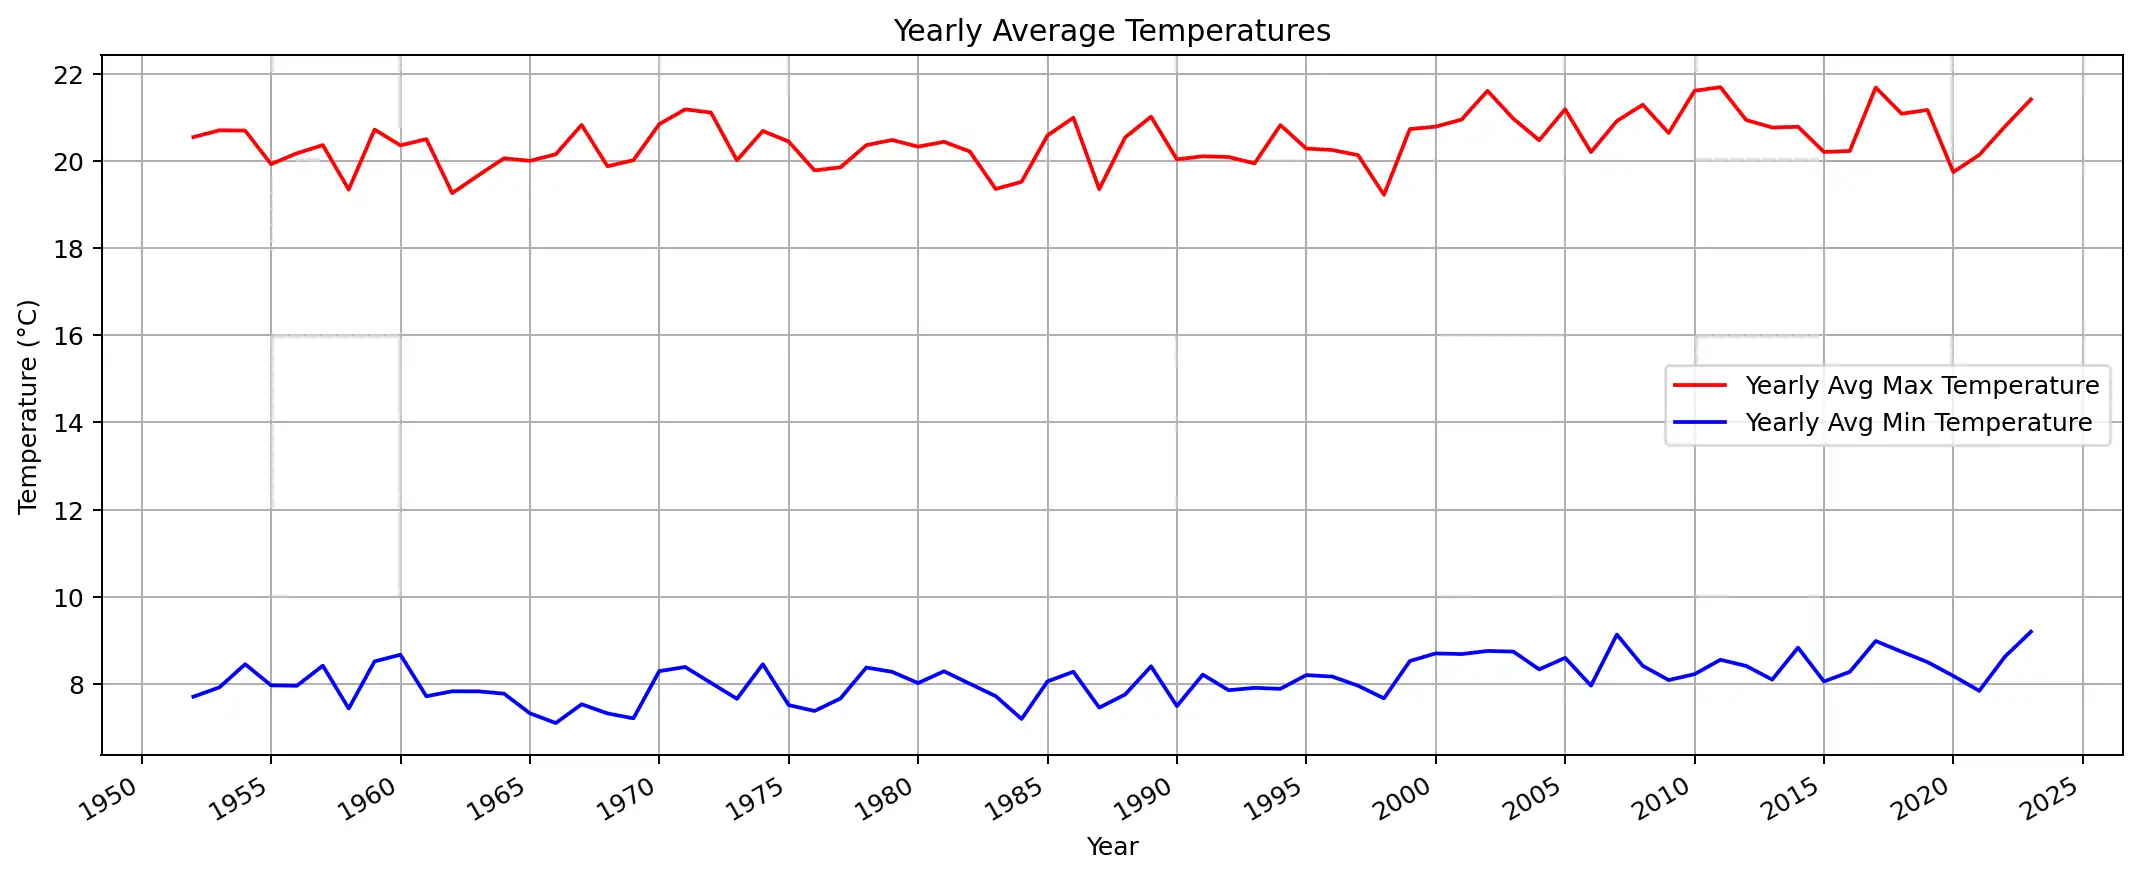 Yearly Average Temperatures
22
20
18
16
14
12
10
8
Temperature (°C)
Yearly Avg Max Temperature
Yearly Avg Min Temperature
1950 1955 1960 1965 1970 1975 1980 1985 1990 1995 2000 2005 2010 2015 2020 2025
Year